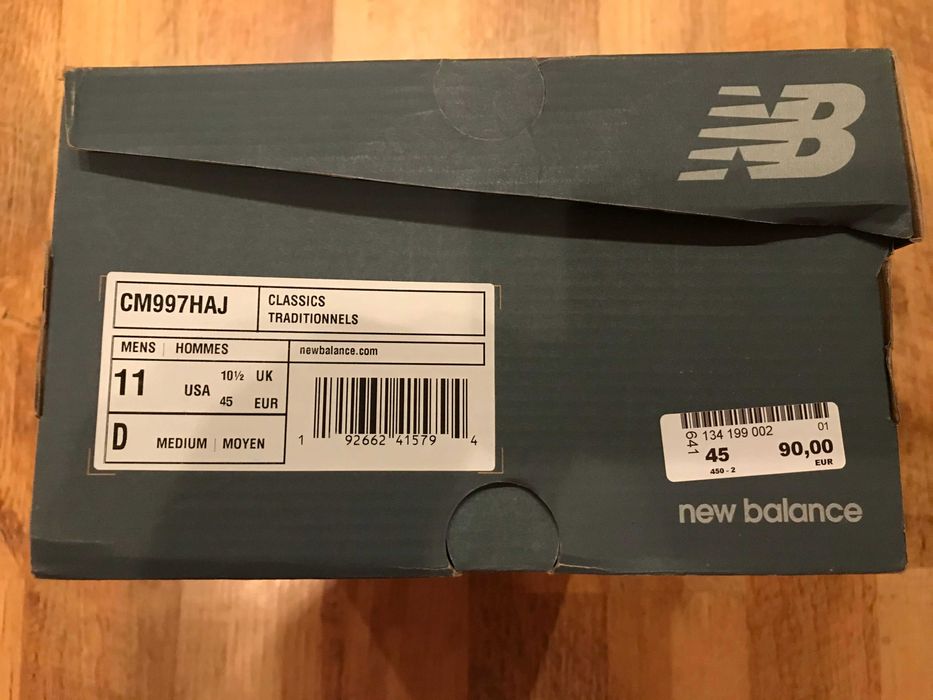 NB
CM997HAJ
CLASSICS
TRADITIONNELS
MENS | HOMMES
newbalance.com
11 USA 10½ UK
45 EUR
D MEDIUM | MOYEN
1 92662 41579 4
641
134 199 002 01
45 90,00
450 - 2 EUR
new balance